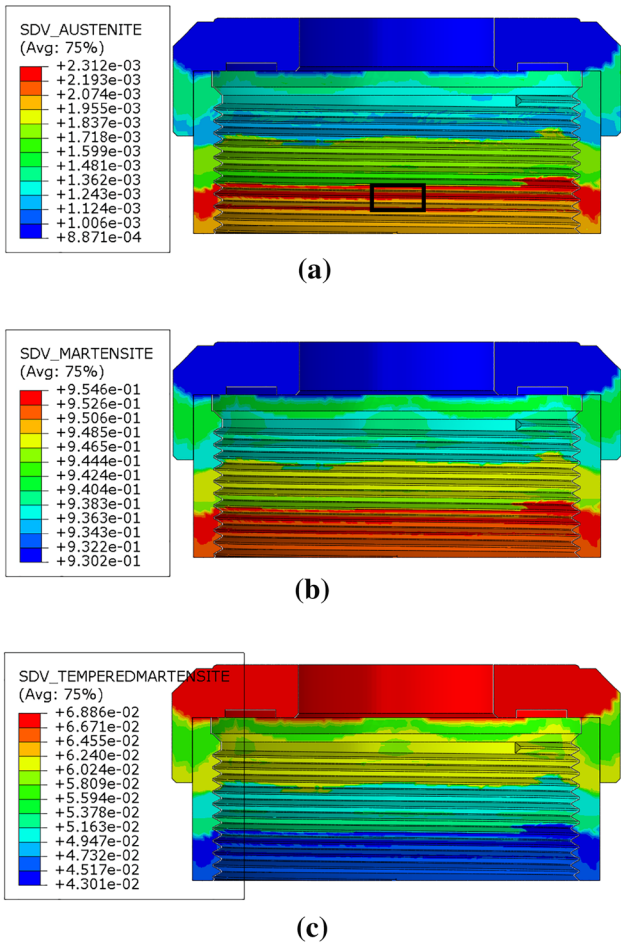 SDV_AUSTENITE
(Avg: 75%)
+2.312e-03
+2.193e-03
+2.074e-03
+1.955e-03
+1.837e-03
+1.718e-03
+1.599e-03
+1.481e-03
+1.362e-03
+1.243e-03
+1.124e-03
+1.006e-03
+8.871e-04
(a)
SDV_MARTENSITE
(Avg: 75%)
+9.546e-01
+9.526e-01
+9.506e-01
+9.485e-01
+9.465e-01
+9.444e-01
+9.424e-01
+9.404e-01
+9.383e-01
+9.363e-01
+9.343e-01
+9.322e-01
+9.302e-01
(b)
SDV_TEMPEREDMARTENSITE
(Avg: 75%)
+6.886e-02
+6.671e-02
+6.455e-02
+6.240e-02
+6.024e-02
+5.809e-02
+5.594e-02
+5.378e-02
+5.163e-02
+4.947e-02
+4.732e-02
+4.517e-02
+4.301e-02
(c)